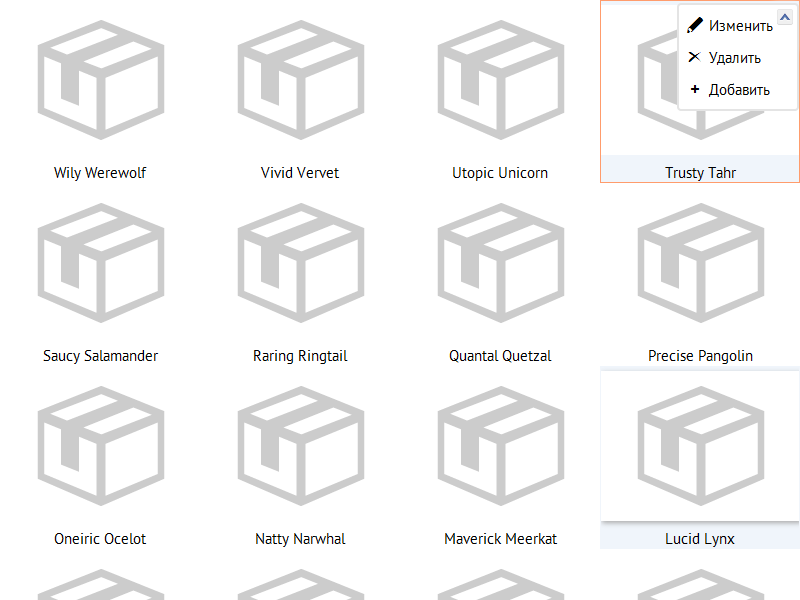 Изменить
Удалить
Добавить
Wily Werewolf
Vivid Vervet
Utopic Unicorn
Trusty Tahr
Saucy Salamander
Raring Ringtail
Quantal Quetzal
Precise Pangolin
Oneiric Ocelot
Natty Narwhal
Maverick Meerkat
Lucid Lynx